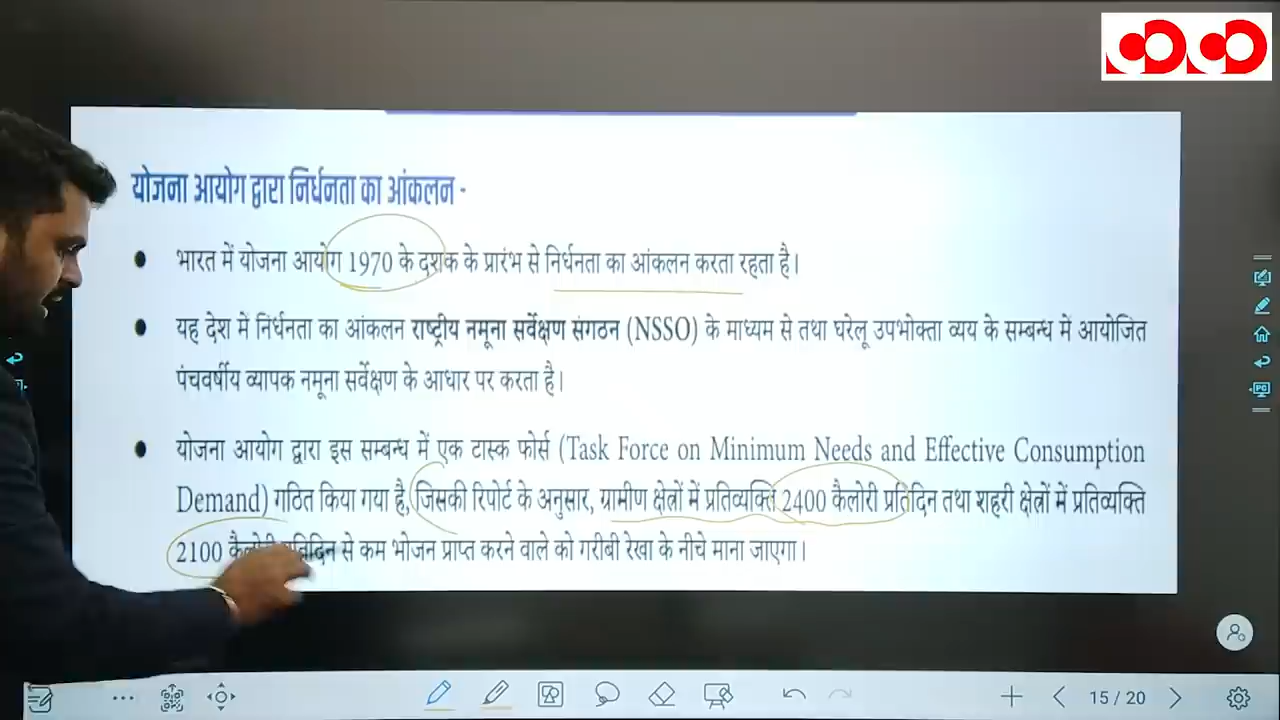 योजना आयोग द्वारा निर्धनता का आंकलन -
● भारत में योजना आयोग 1970 के दशक के प्रारंभ से निर्धनता का आंकलन करता रहता है।
● यह देश में निर्धनता का आंकलन राष्ट्रीय नमूना सर्वेक्षण संगठन (NSSO) के माध्यम से तथा घरेलू उपभोक्ता व्यय के सम्बन्ध में आयोजित
पंचवर्षीय व्यापक नमूना सर्वेक्षण के आधार पर करता है।
● योजना आयोग द्वारा इस सम्बन्ध में एक टास्क फोर्स (Task Force on Minimum Needs and Effective Consumption
Demand) गठित किया गया है, जिसकी रिपोर्ट के अनुसार, ग्रामीण क्षेत्रों में प्रतिव्यक्ति 2400 कैलोरी प्रतिदिन तथा शहरी क्षेत्रों में प्रतिव्यक्ति
2100 कैलोरी प्रतिदिन से कम भोजन प्राप्त करने वाले को गरीबी रेखा के नीचे माना जाएगा।
PC
15 / 20